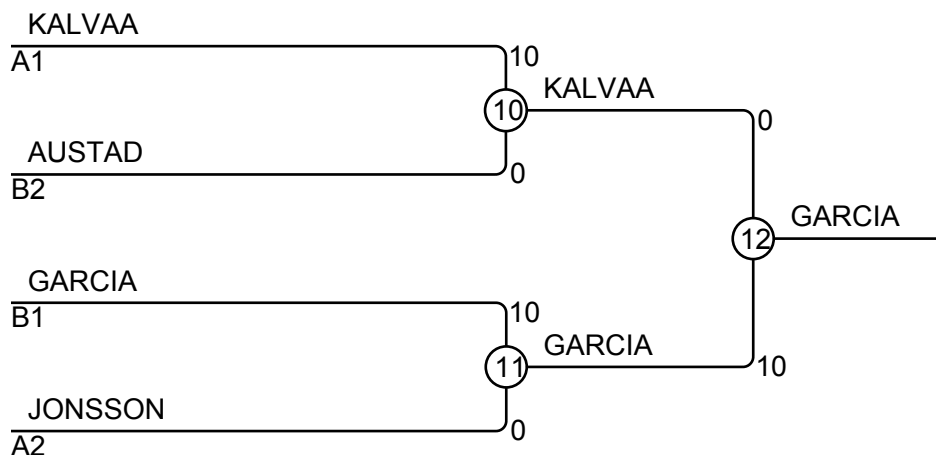 KALVAA
A1
10
10
KALVAA
0
AUSTAD
B2
0
12
GARCIA
GARCIA
B1
10
11
GARCIA
10
JONSSON
A2
0